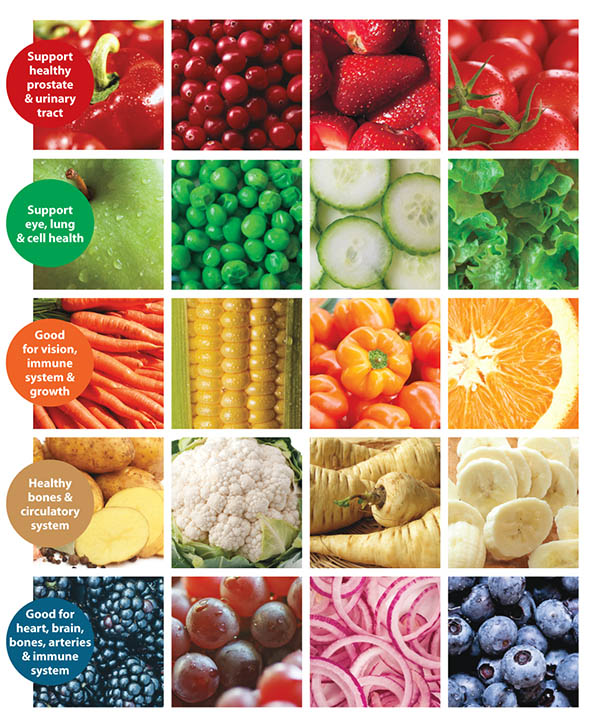 Support
healthy
prostate
& urinary
tract
Support
eye, lung
& cell health
Good
for vision,
immune
system &
growth
Healthy
bones &
circulatory
system
Good for
heart, brain,
bones, arteries
& immune
system